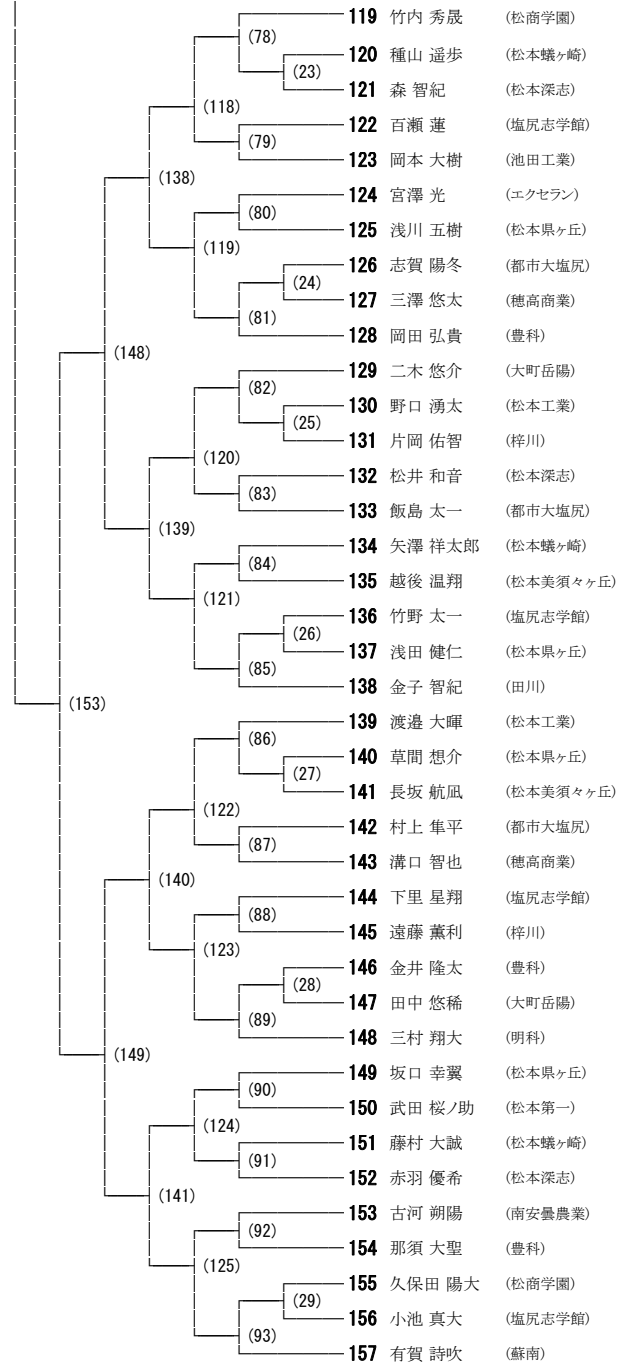 119 竹内 秀晟 (松商学園)
(78)
120 種山 遥歩 (松本蟻ヶ崎)
(23)
121 森 智紀 (松本深志)
(118)
122 百瀬 蓮 (塩尻志学館)
(79)
123 岡本 大樹 (池田工業)
(138)
124 宮澤 光 (エクセラン)
(80)
125 浅川 五樹 (松本県ヶ丘)
(119)
126 志賀 陽冬 (都市大塩尻)
(24)
127 三澤 悠太 (穂高商業)
(81)
128 岡田 弘貴 (豊科)
(148)
129 二木 悠介 (大町岳陽)
(82)
130 野口 湧太 (松本工業)
(25)
131 片岡 佑智 (梓川)
(120)
132 松井 和音 (松本深志)
(83)
133 飯島 太一 (都市大塩尻)
(139)
134 矢澤 祥太郎 (松本蟻ヶ崎)
(84)
135 越後 温翔 (松本美須々ヶ丘)
(121)
136 竹野 太一 (塩尻志学館)
(26)
137 浅田 健仁 (松本県ヶ丘)
(85)
138 金子 智紀 (田川)
(153)
139 渡邉 大暉 (松本工業)
(86)
140 草間 想介 (松本県ヶ丘)
(27)
141 長坂 航凪 (松本美須々ヶ丘)
(122)
142 村上 隼平 (都市大塩尻)
(87)
143 溝口 智也 (穂高商業)
(140)
144 下里 星翔 (塩尻志学館)
(88)
145 遠藤 薫利 (梓川)
(123)
146 金井 隆太 (豊科)
(28)
147 田中 悠稀 (大町岳陽)
(89)
148 三村 翔大 (明科)
(149)
149 坂口 幸翼 (松本県ヶ丘)
(90)
150 武田 桜ノ助 (松本第一)
(124)
151 藤村 大誠 (松本蟻ヶ崎)
(91)
152 赤羽 優希 (松本深志)
(141)
153 古河 朔陽 (南安曇農業)
(92)
154 那須 大聖 (豊科)
(125)
155 久保田 陽大 (松商学園)
(29)
156 小池 真大 (塩尻志学館)
(93)
157 有賀 詩吹 (蘇南)